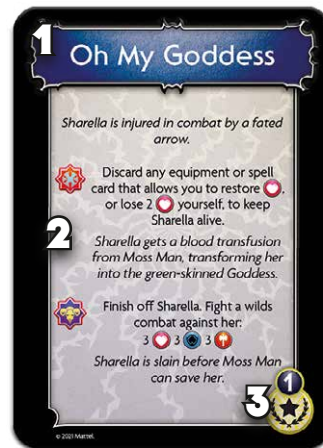 1
Oh My Goddess
Sharella is injured in combat by a fated
arrow.
Discard any equipment or spell
card that allows you to restore ,
or lose 2 yourself, to keep
Sharella alive.
2
Sharella gets a blood transfusion
from Moss Man, transforming her
into the green-skinned Goddess.
Finish off Sharella. Fight a wilds
combat against her:
3 3 3
Sharella is slain before Moss Man
can save her.
3
1
© 2021 Mattel.